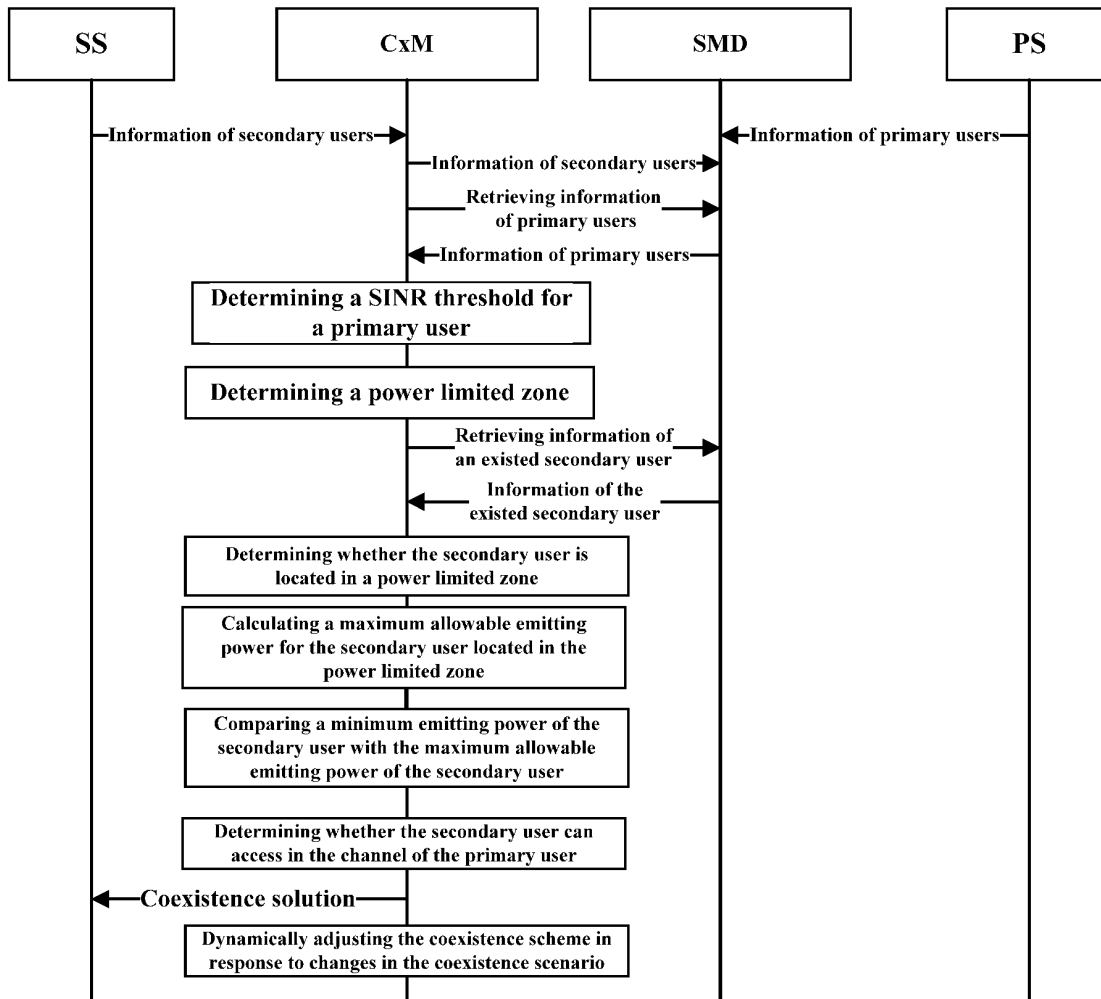 SS
CxM
SMD
PS
Information of secondary users
Information of primary users
Information of secondary users
Retrieving information
of primary users
Information of primary users
Determining a SINR threshold for
a primary user
Determining a power limited zone
Retrieving information of
an existed secondary user
Information of the
existed secondary user
Determining whether the secondary user is
located in a power limited zone
Calculating a maximum allowable emitting
power for the secondary user located in the
power limited zone
Comparing a minimum emitting power of the
secondary user with the maximum allowable
emitting power of the secondary user
Determining whether the secondary user can
access in the channel of the primary user
Coexistence solution
Dynamically adjusting the coexistence scheme in
response to changes in the coexistence scenario